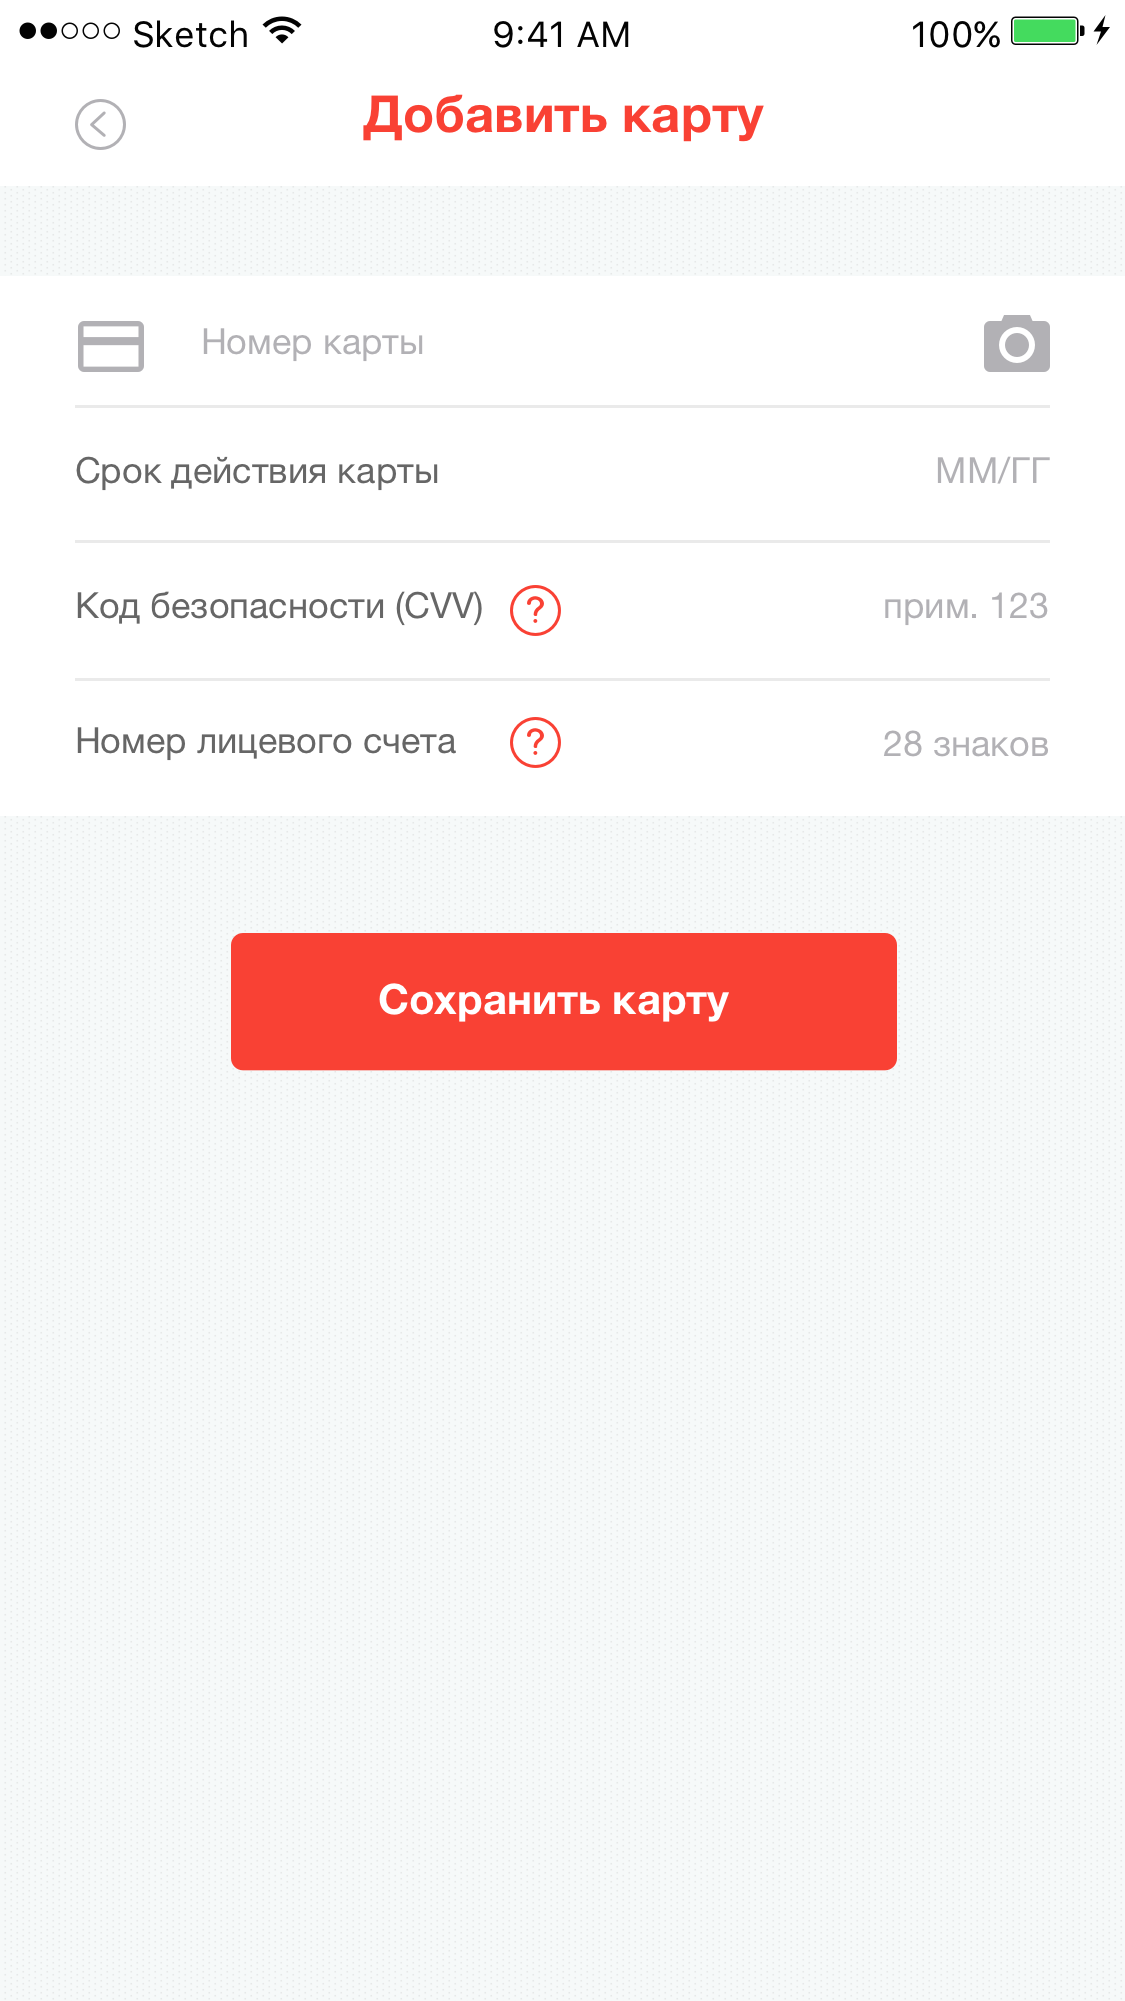 Sketch 9:41 AM 100%
Добавить карту
Номер карты
Срок действия карты ММ/ГГ
Код безопасности (CVV) ? прим. 123
Номер лицевого счета ? 28 знаков
Сохранить карту